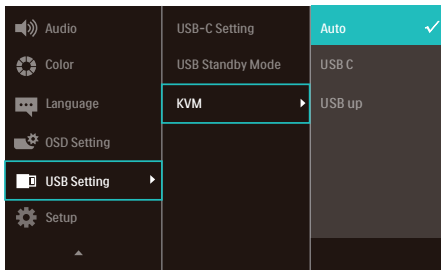 Audio
Color
Language
OSD Setting
USB Setting
Setup
USB-C Setting
USB Standby Mode
KVM
Auto
USB C
USB up